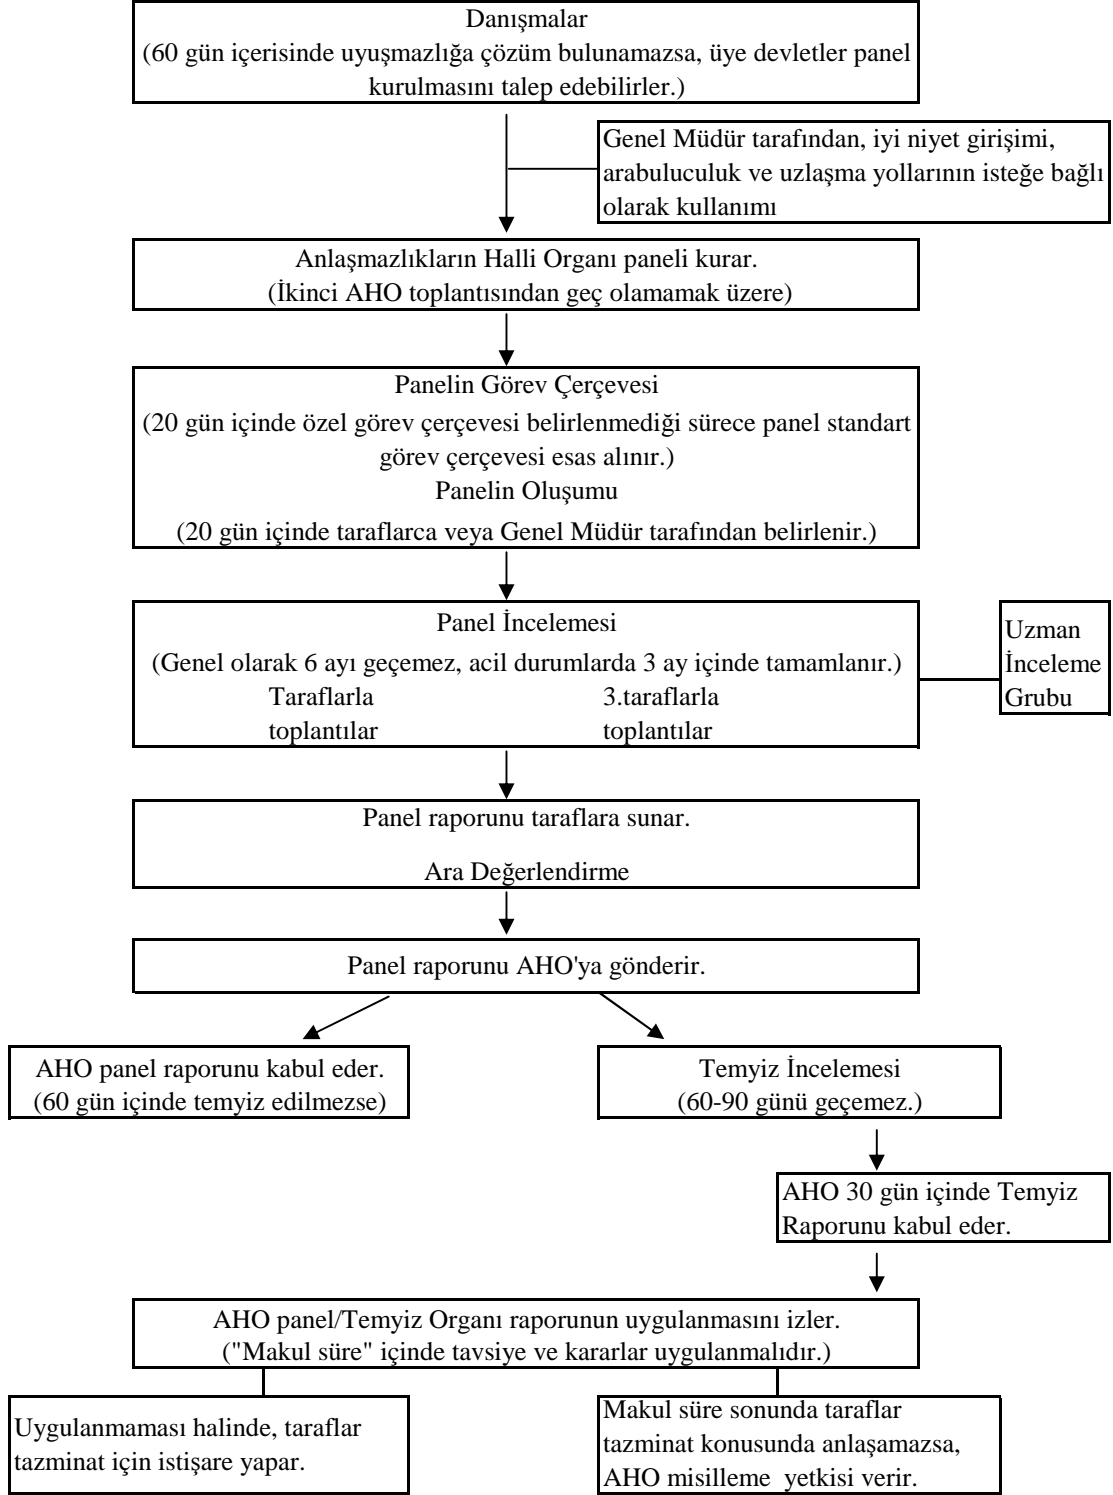 Danışmalar
(60 gün içerisinde uyuşmazlığa çözüm bulunamazsa, üye devletler panel
kurulmasını talep edebilirler.)
Genel Müdür tarafından, iyi niyet girişimi,
arabuluculuk ve uzlaşma yollarının isteğe bağlı
olarak kullanımı
Anlaşmazlıkların Halli Organı paneli kurar.
(İkinci AHO toplantısından geç olamamak üzere)
Panelin Görev Çerçevesi
(20 gün içinde özel görev çerçevesi belirlenmediği sürece panel standart
görev çerçevesi esas alınır.)
Panelin Oluşumu
(20 gün içinde taraflarca veya Genel Müdür tarafından belirlenir.)
Panel İncelemesi
(Genel olarak 6 ayı geçemez, acil durumlarda 3 ay içinde tamamlanır.)
Taraflarla
toplantılar
3.taraflarla
toplantılar
Uzman
İnceleme
Grubu
Panel raporunu taraflara sunar.
Ara Değerlendirme
Panel raporunu AHO'ya gönderir.
AHO panel raporunu kabul eder.
(60 gün içinde temyiz edilmezse)
Temyiz İncelemesi
(60-90 günü geçemez.)
AHO 30 gün içinde Temyiz
Raporunu kabul eder.
AHO panel/Temyiz Organı raporunun uygulanmasını izler.
("Makul süre" içinde tavsiye ve kararlar uygulanmalıdır.)
Uygulanmaması halinde, taraflar
tazminat için istişare yapar.
Makul süre sonunda taraflar
tazminat konusunda anlaşamazsa,
AHO misilleme yetkisi verir.